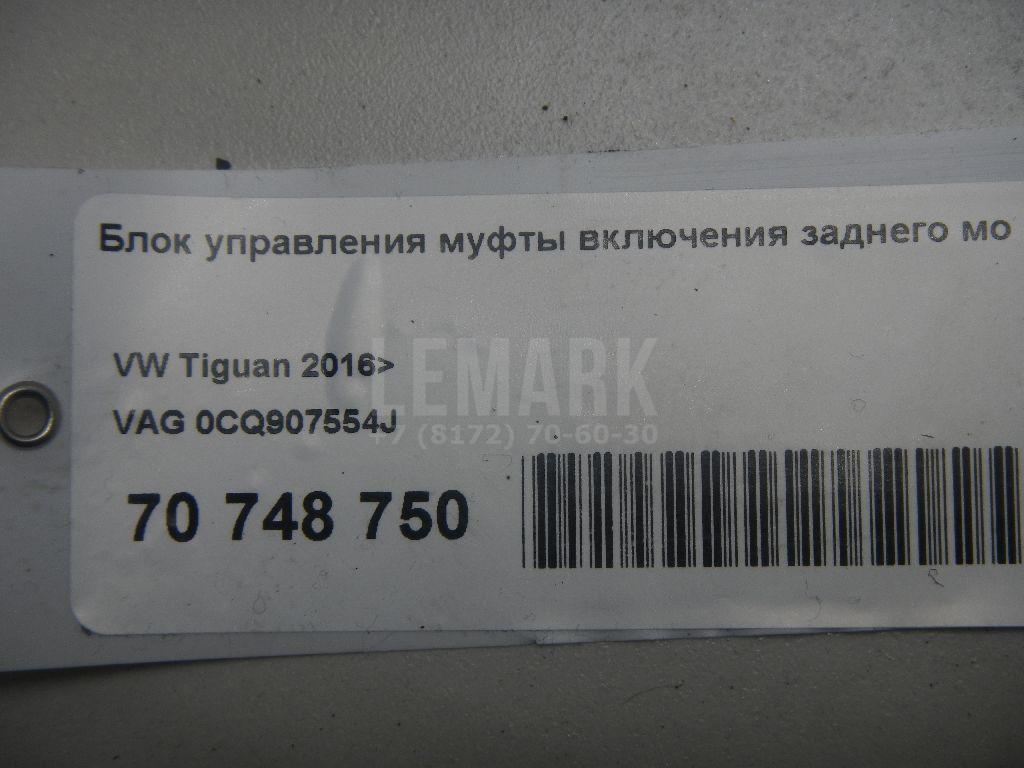 Блок управления муфты включения заднего мо
VW Tiguan 2016>
LEMARK
VAG 0CQ907554J
+7 (8172) 70-60-30
70 748 750